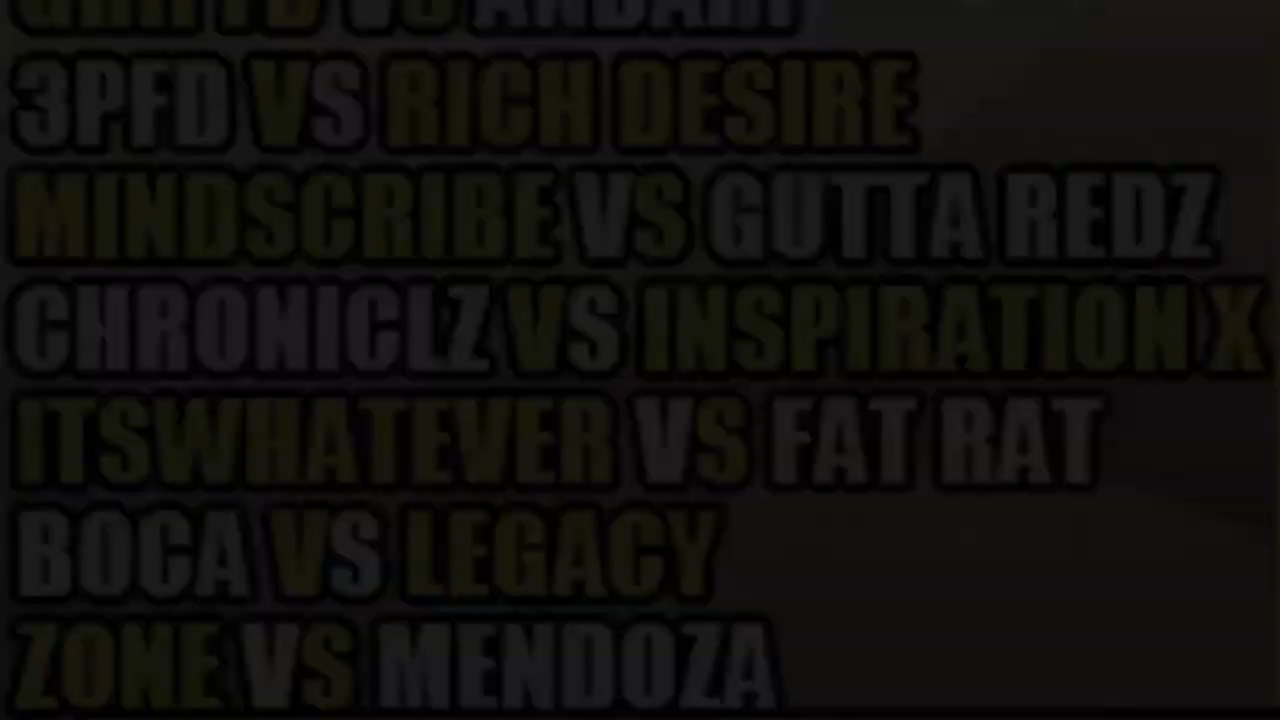 3PFD VS RICH DESIRE
MINDSCRIBE VS GUTTA REDZ
CHRONICLZ VS INSPIRATION X
ITSWHATEVER VS FAT RAT
BOCA VS LEGACY
ZONE VS MENDOZA